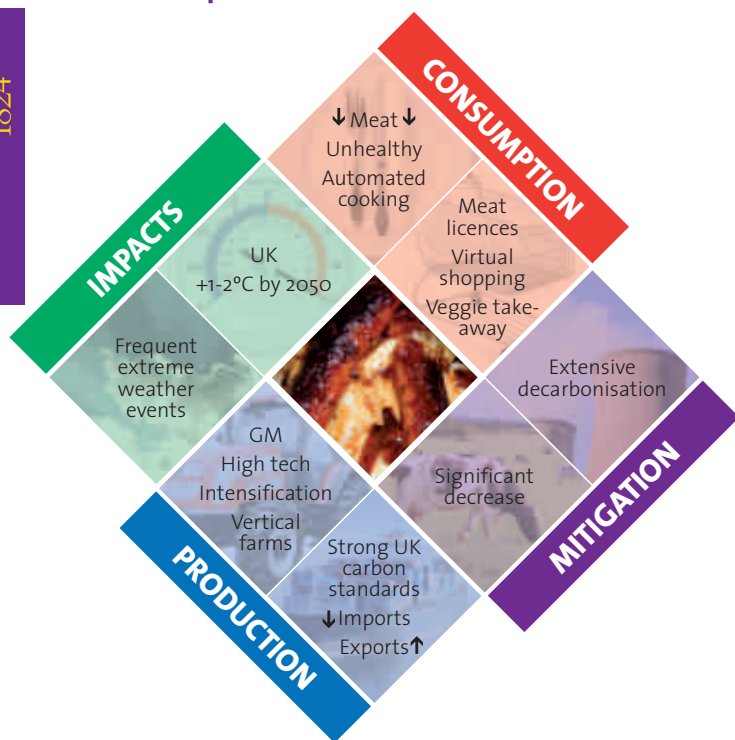 1824
CONSUMPTION
↓ Meat ↓
Unhealthy
Automated
cooking
Meat
licences
Virtual
shopping
Veggie take-
away
IMPACTS
UK
+1-2ºC by 2050
Frequent
extreme
weather
events
Extensive
decarbonisation
Significant
decrease
MITIGATION
GM
High tech
Intensification
Vertical
farms
Strong UK
carbon
standards
↓Imports
Exports↑
PRODUCTION